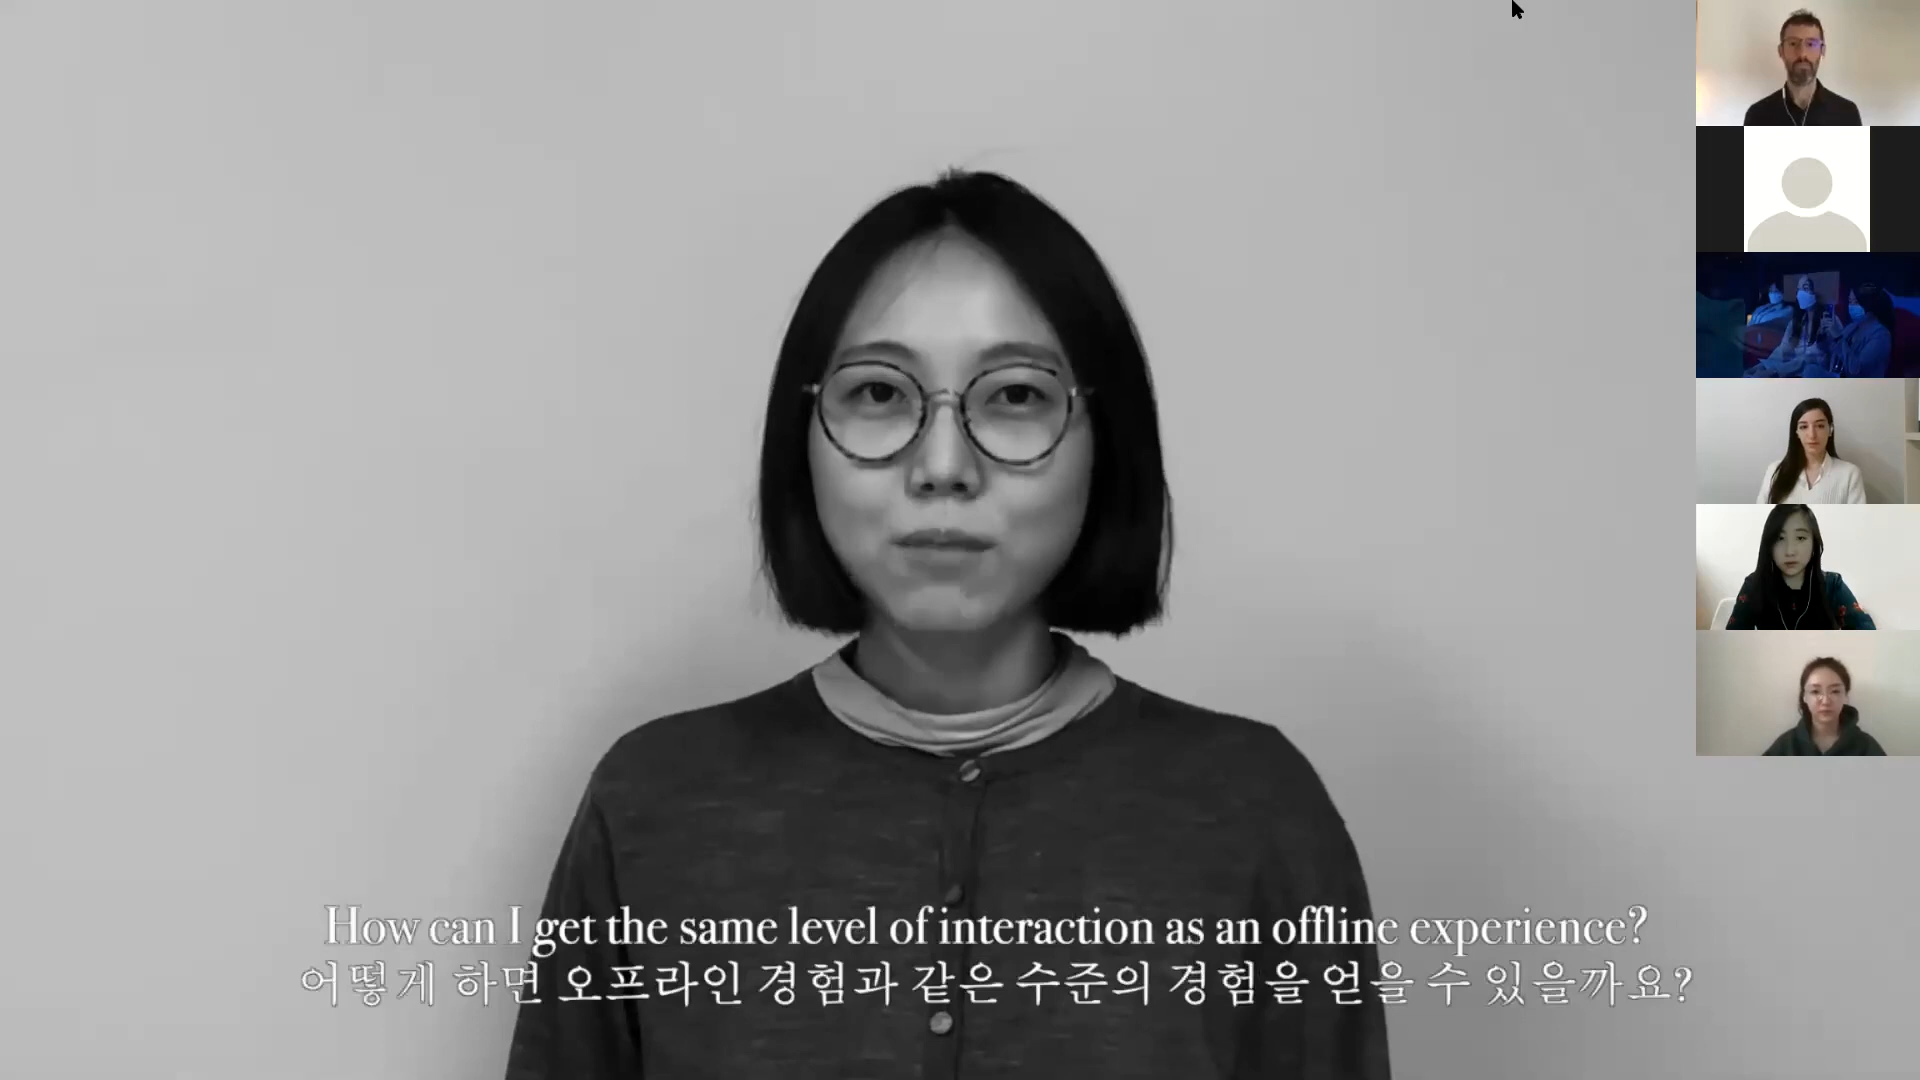 How can I get the same level of interaction as an offline experience?
어떻게 하면 오프라인 경험과 같은 수준의 경험을 얻을 수 있을까요?